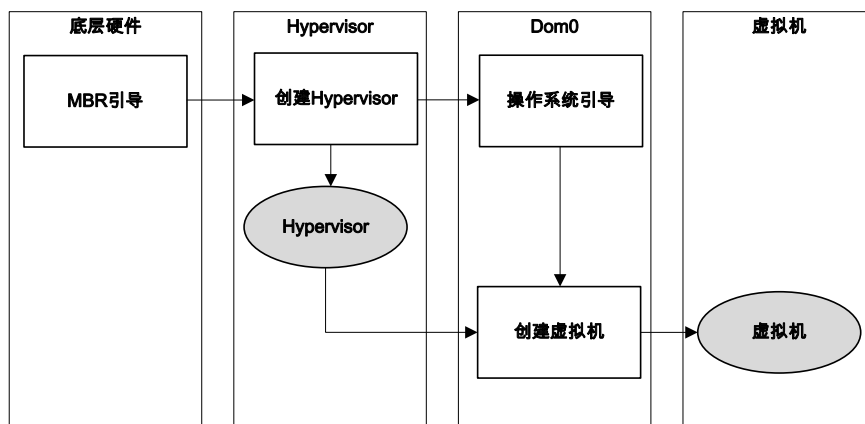 底层硬件
Hypervisor
Dom0
虚拟机
MBR引导
创建Hypervisor
操作系统引导
Hypervisor
创建虚拟机
虚拟机